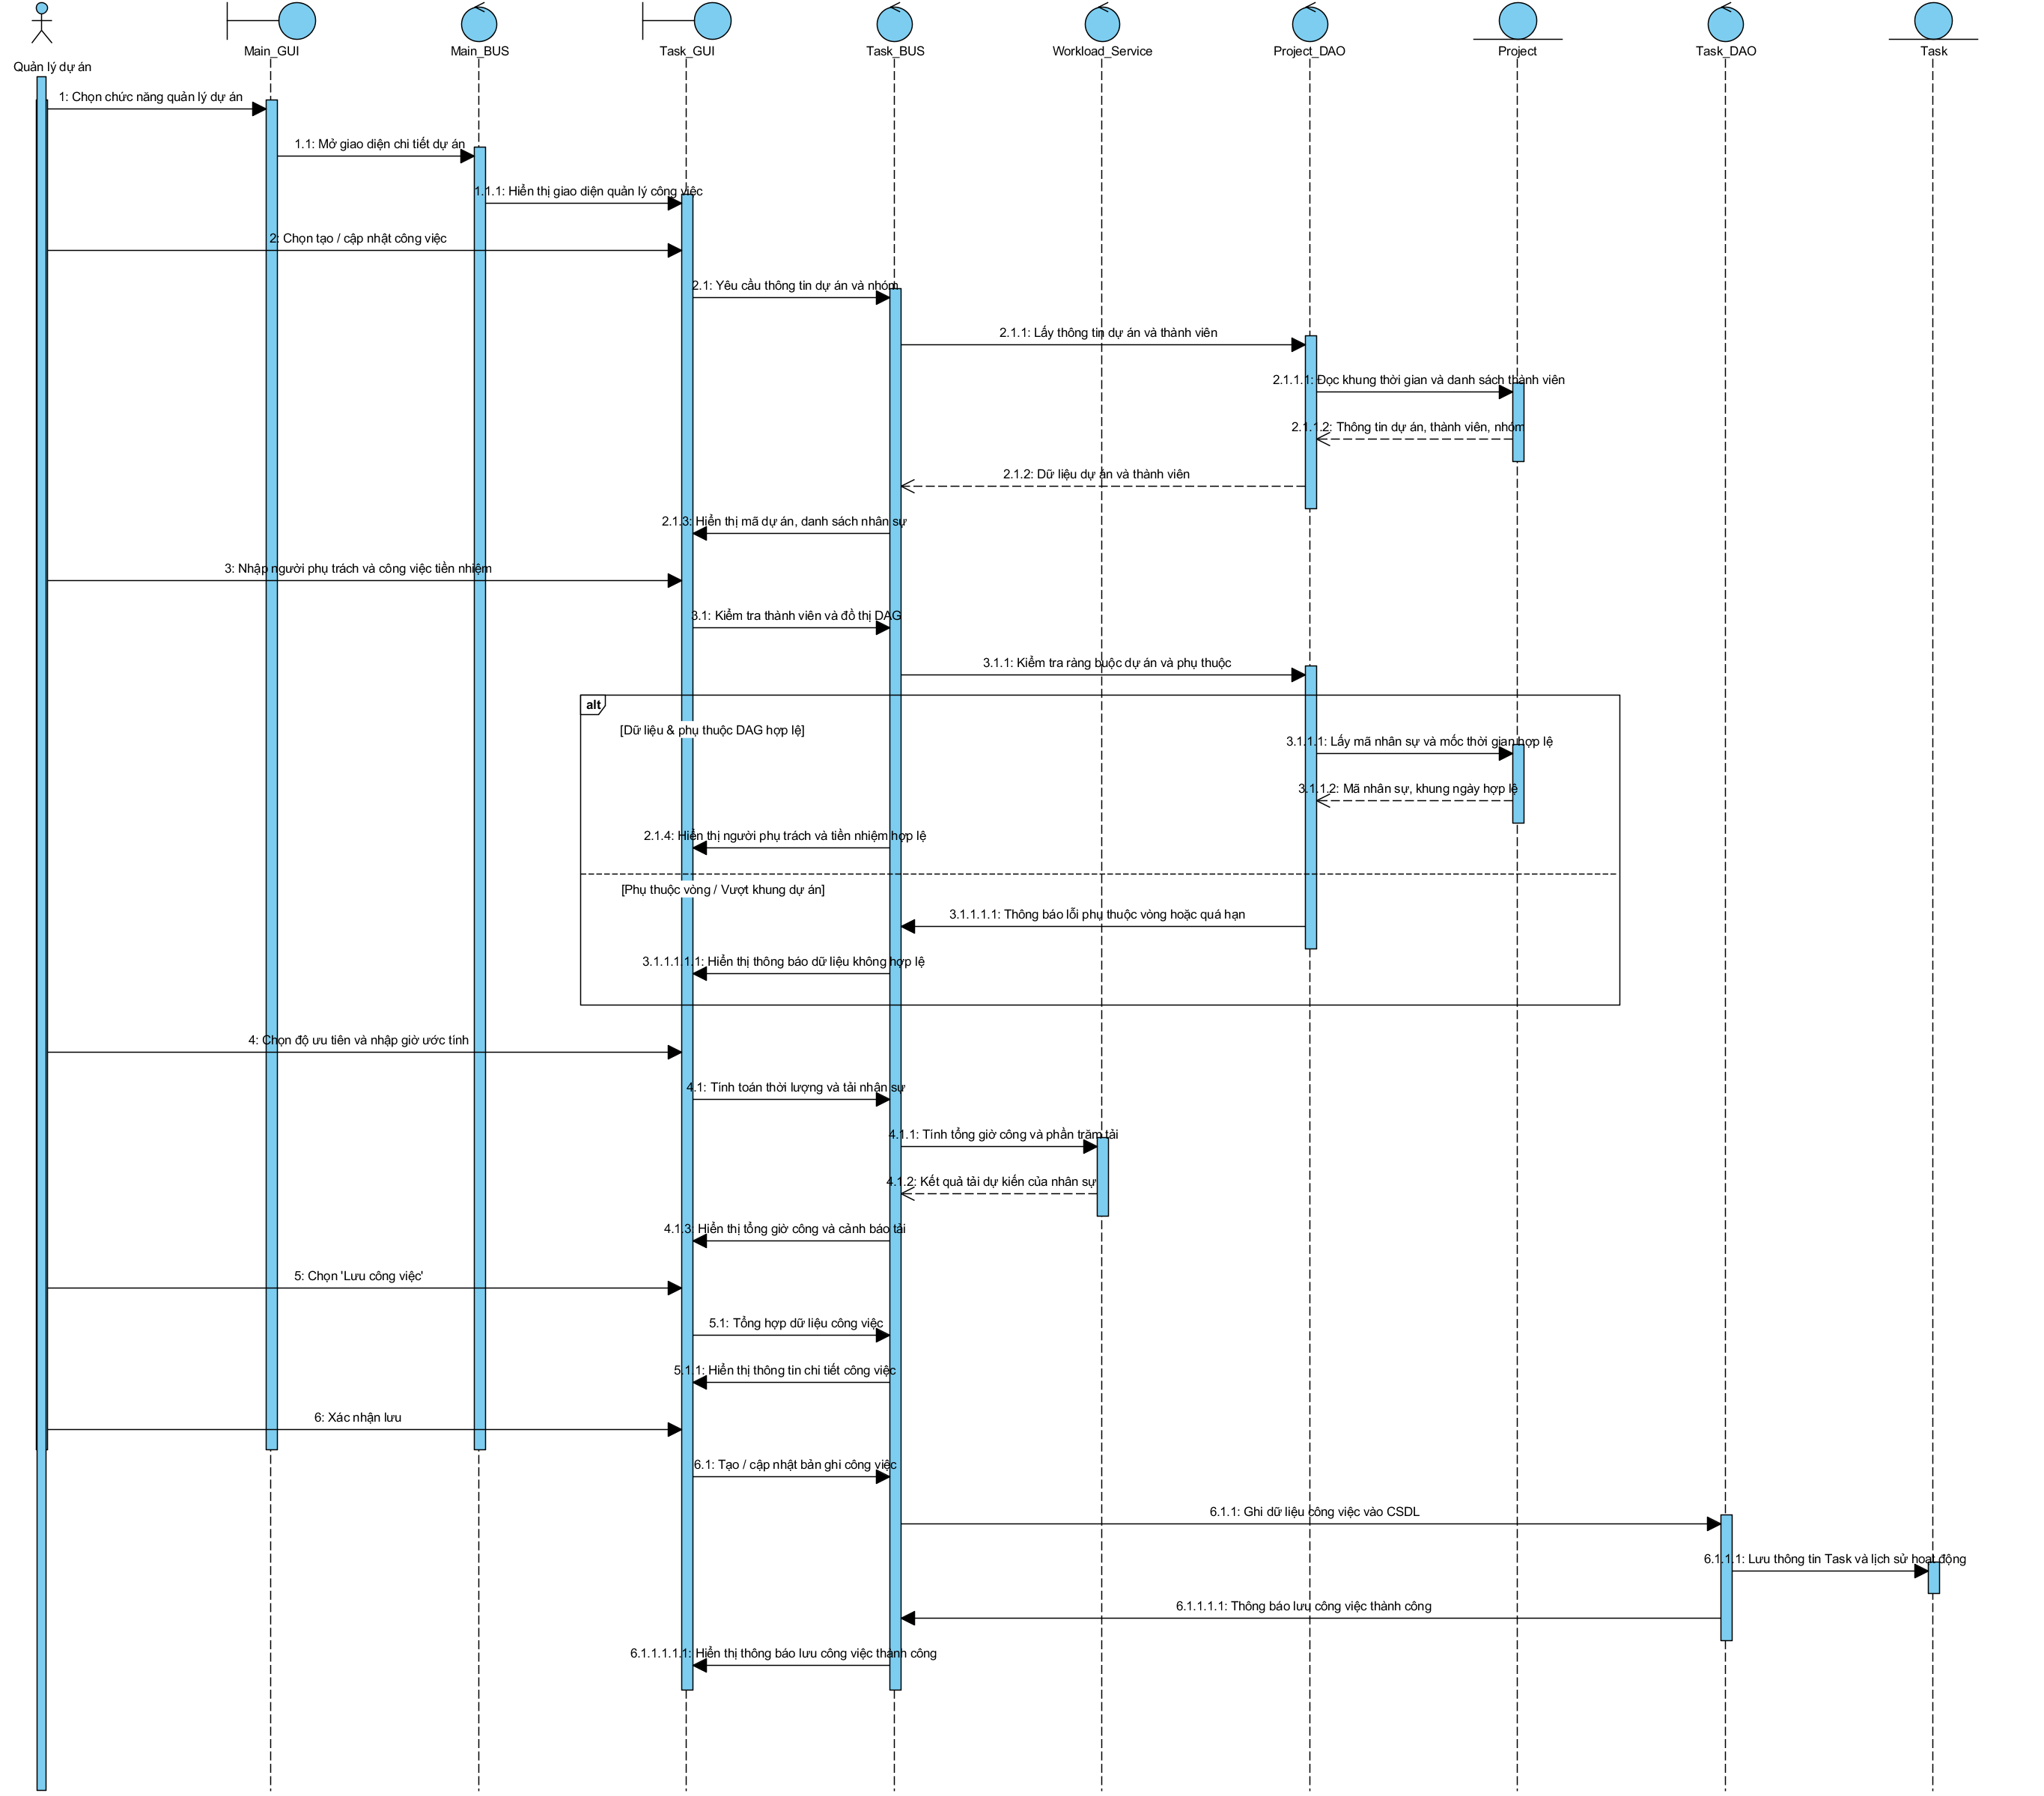 Quản lý dự án
Main_GUI
Main_BUS
Task_GUI
Task_BUS
Workload_Service
Project_DAO
Project
Task_DAO
Task
1: Chọn chức năng quản lý dự án
1.1: Mở giao diện chi tiết dự án
1.1.1: Hiển thị giao diện quản lý công việc
2: Chọn tạo / cập nhật công việc
2.1: Yêu cầu thông tin dự án và nhóm
2.1.1: Lấy thông tin dự án và thành viên
2.1.1.1: Đọc khung thời gian và danh sách thành viên
2.1.1.2: Thông tin dự án, thành viên, nhóm
2.1.2: Dữ liệu dự án và thành viên
2.1.3: Hiển thị mã dự án, danh sách nhân sự
3: Nhập người phụ trách và công việc tiền nhiệm
3.1: Kiểm tra thành viên và đồ thị DAG
3.1.1: Kiểm tra ràng buộc dự án và phụ thuộc
alt
[Dữ liệu & phụ thuộc DAG hợp lệ]
3.1.1.1: Lấy mã nhân sự và mốc thời gian hợp lệ
3.1.1.2: Mã nhân sự, khung ngày hợp lệ
2.1.4: Hiển thị người phụ trách và tiền nhiệm hợp lệ
[Phụ thuộc vòng / Vượt khung dự án]
3.1.1.1.1: Thông báo lỗi phụ thuộc vòng hoặc quá hạn
3.1.1.1.1.1: Hiển thị thông báo dữ liệu không hợp lệ
4: Chọn độ ưu tiên và nhập giờ ước tính
4.1: Tính toán thời lượng và tải nhân sự
4.1.1: Tính tổng giờ công và phần trăm tải
4.1.2: Kết quả tải dự kiến của nhân sự
4.1.3: Hiển thị tổng giờ công và cảnh báo tải
5: Chọn 'Lưu công việc'
5.1: Tổng hợp dữ liệu công việc
5.1.1: Hiển thị thông tin chi tiết công việc
6: Xác nhận lưu
6.1: Tạo / cập nhật bản ghi công việc
6.1.1: Ghi dữ liệu công việc vào CSDL
6.1.1.1: Lưu thông tin Task và lịch sử hoạt động
6.1.1.1.1: Thông báo lưu công việc thành công
6.1.1.1.1.1: Hiển thị thông báo lưu công việc thành công